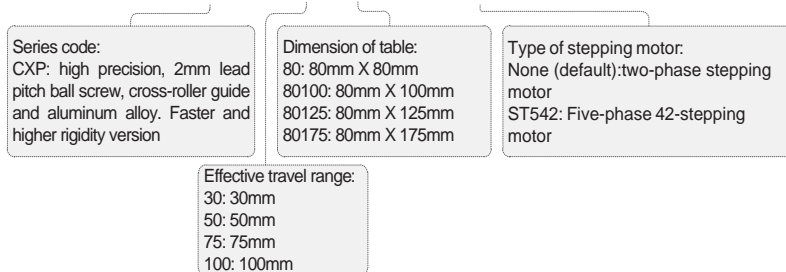 Series code:
CXP: high precision, 2mm lead
pitch ball screw, cross-roller guide
and aluminum alloy. Faster and
higher rigidity version
Dimension of table:
80: 80mm X 80mm
80100: 80mm X 100mm
80125: 80mm X 125mm
80175: 80mm X 175mm
Type of stepping motor:
None (default):two-phase stepping
motor
ST542: Five-phase 42-stepping
motor
Effective travel range:
30: 30mm
50: 50mm
75: 75mm
100: 100mm